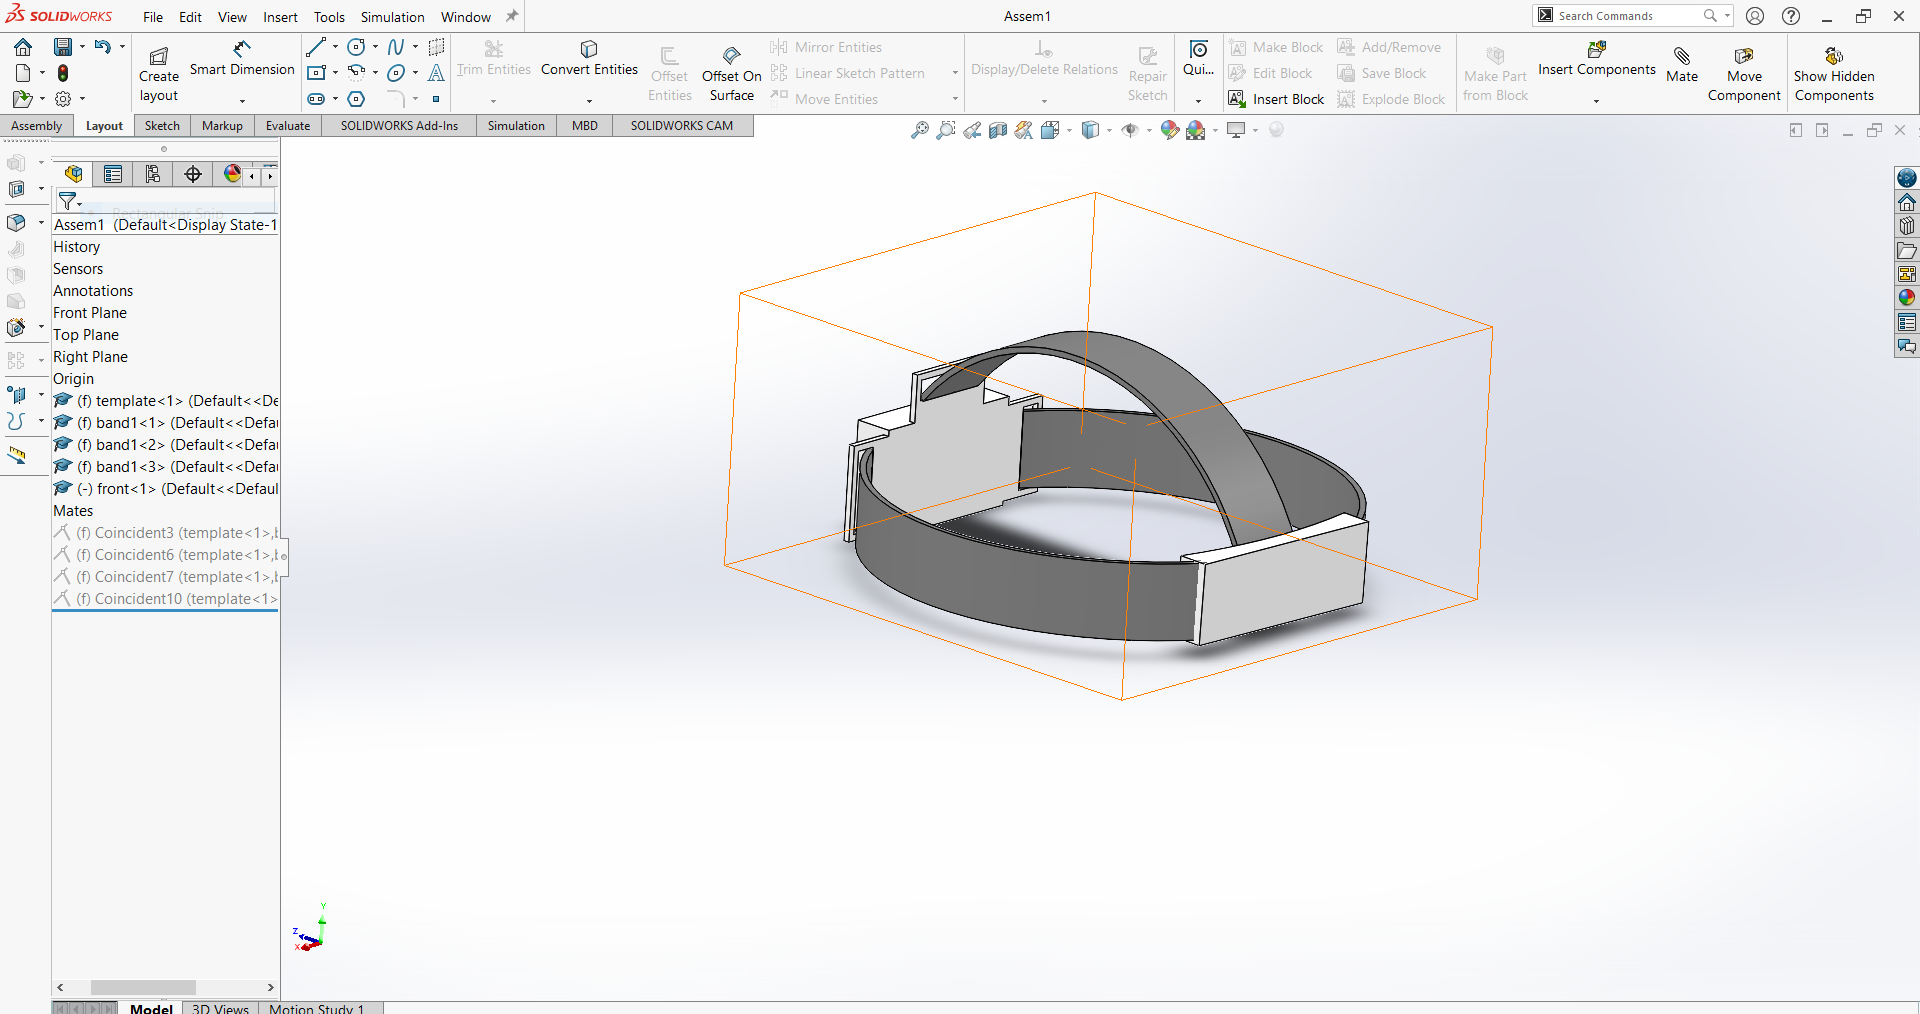 SOLIDWORKS File Edit View Insert Tools Simulation Window Assem1 Search Commands
Create layout
Smart Dimension
Trim Entities
Convert Entities
Offset Entities
Offset On Surface
Mirror Entities
Linear Sketch Pattern
Move Entities
Display/Delete Relations
Repair Sketch
Qui...
Make Block
Edit Block
Insert Block
Add/Remove
Save Block
Explode Block
Make Part from Block
Insert Components
Mate
Move Component
Show Hidden Components
Assembly Layout Sketch Markup Evaluate SOLIDWORKS Add-Ins Simulation MBD SOLIDWORKS CAM
Rectangular Snip
Assem1 (Default<Display State-1
History
Sensors
Annotations
Front Plane
Top Plane
Right Plane
Origin
(f) template<1> (Default<<De
(f) band1<1> (Default<<Defau
(f) band1<2> (Default<<Defau
(f) band1<3> (Default<<Defau
(-) front<1> (Default<<Defaul
Mates
(f) Coincident3 (template<1>,b
(f) Coincident6 (template<1>,b
(f) Coincident7 (template<1>,b
(f) Coincident10 (template<1>
Y
Z
X
Model 3D Views Motion Study 1